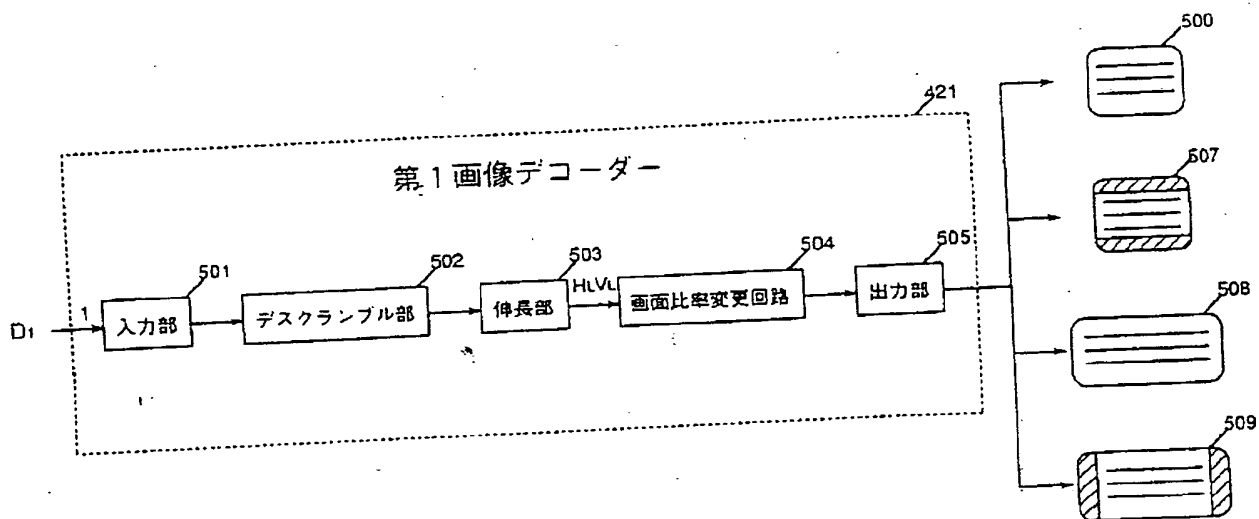 500
421
507
第1画像デコーダー
501
502
503
504
505
D1
1
入力部
デスクランブル部
伸長部
HLVL
画面比率変更回路
出力部
508
509